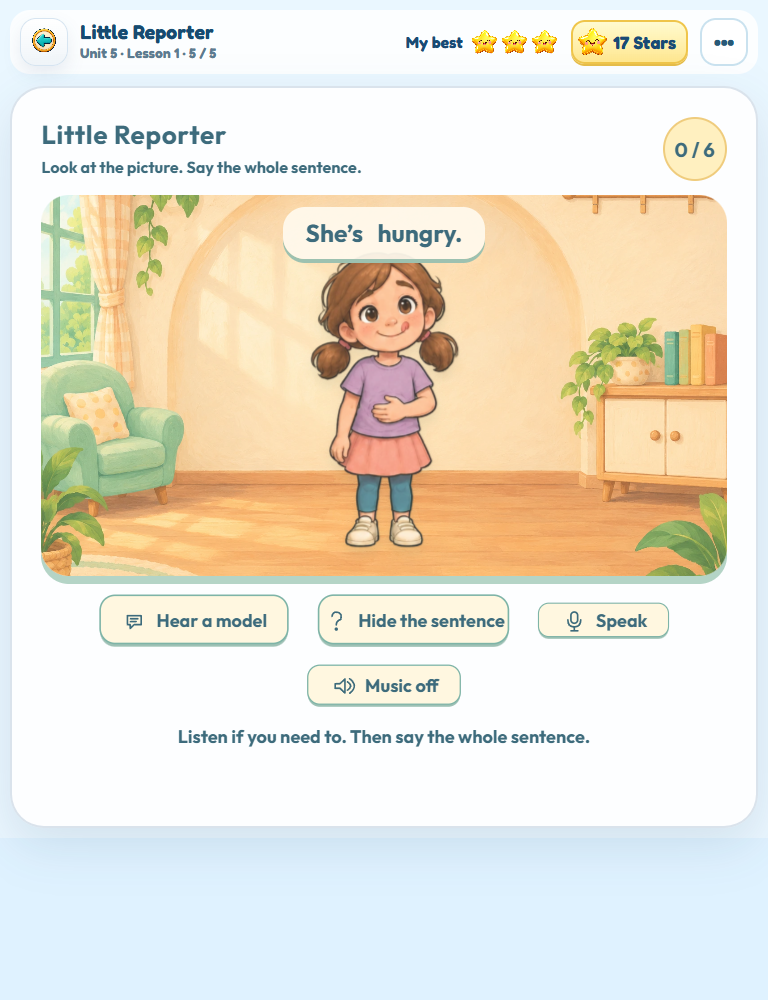 Little Reporter
Unit 5 · Lesson 1 · 5 / 5
My best
17 Stars
Little Reporter
Look at the picture. Say the whole sentence.
0 / 6
She’s hungry.
Hear a model
? Hide the sentence
Speak
Music off
Listen if you need to. Then say the whole sentence.